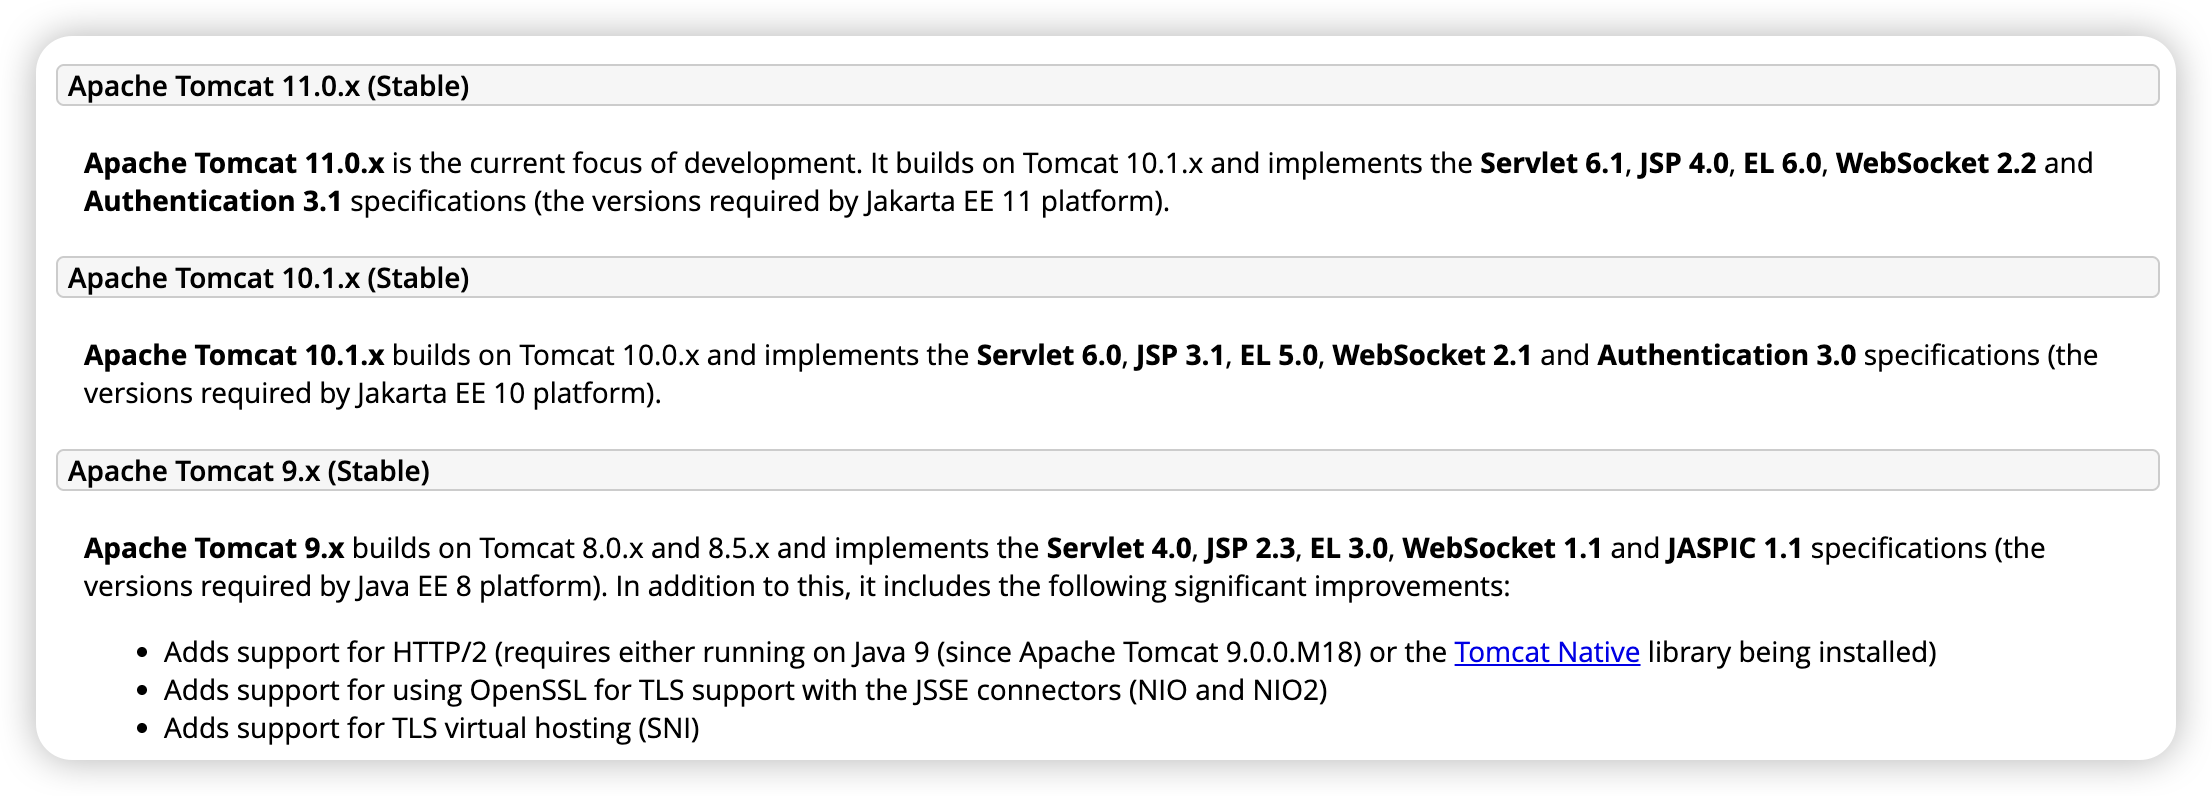 Apache Tomcat 11.0.x (Stable)
Apache Tomcat 11.0.x is the current focus of development. It builds on Tomcat 10.1.x and implements the Servlet 6.1, JSP 4.0, EL 6.0, WebSocket 2.2 and
Authentication 3.1 specifications (the versions required by Jakarta EE 11 platform).
Apache Tomcat 10.1.x (Stable)
Apache Tomcat 10.1.x builds on Tomcat 10.0.x and implements the Servlet 6.0, JSP 3.1, EL 5.0, WebSocket 2.1 and Authentication 3.0 specifications (the
versions required by Jakarta EE 10 platform).
Apache Tomcat 9.x (Stable)
Apache Tomcat 9.x builds on Tomcat 8.0.x and 8.5.x and implements the Servlet 4.0, JSP 2.3, EL 3.0, WebSocket 1.1 and JASPIC 1.1 specifications (the
versions required by Java EE 8 platform). In addition to this, it includes the following significant improvements:
• Adds support for HTTP/2 (requires either running on Java 9 (since Apache Tomcat 9.0.0.M18) or the Tomcat Native library being installed)
• Adds support for using OpenSSL for TLS support with the JSSE connectors (NIO and NIO2)
• Adds support for TLS virtual hosting (SNI)